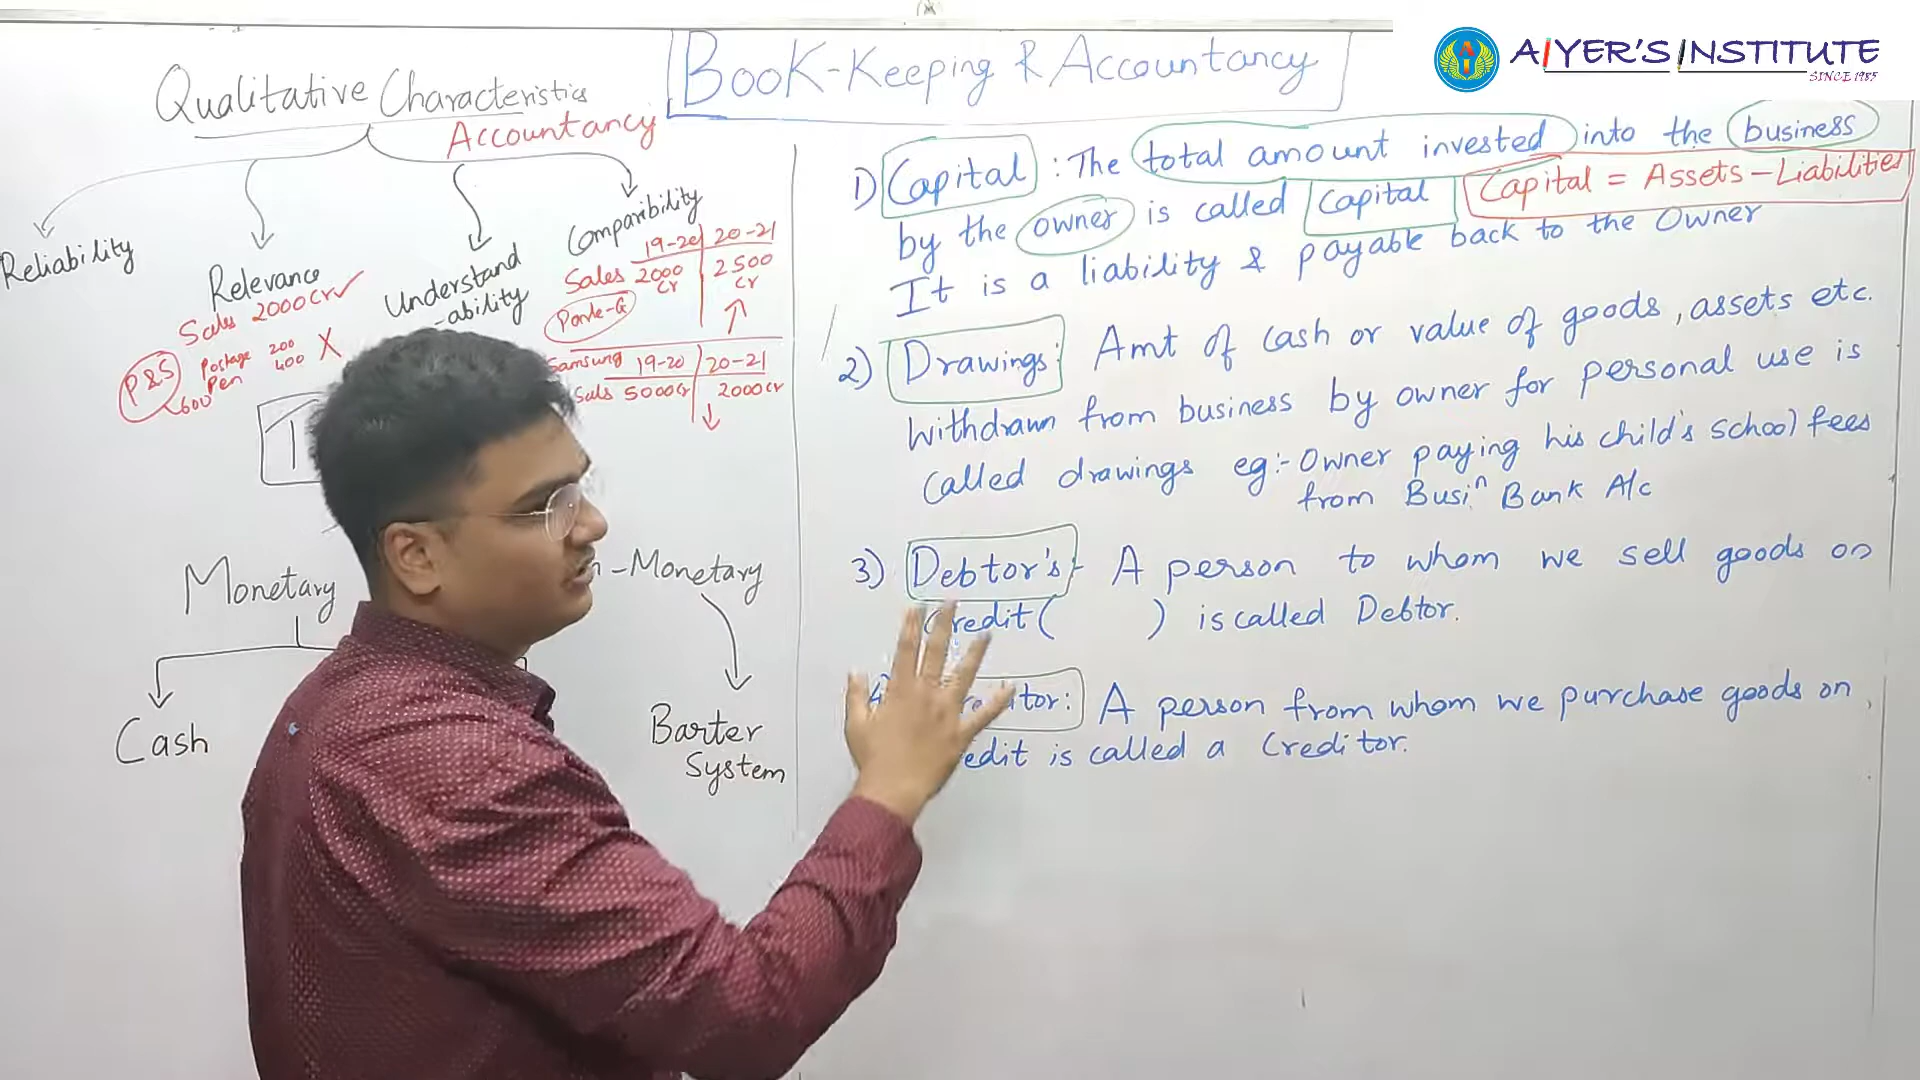 AIYER'S INSTITUTE
SINCE 1985
Book-Keeping & Accountancy
Qualitative Characteristics
Accountancy
Reliability
Relevance
Sales 2000Cr ✓
P&S
Postage 200
Pen 400
600
X
Understand
-ability
Comparibility
19-20 20-21
Sales 2000 2500
Cr Cr
Parle-G
Samsung 19-20 20-21
Sals 5000Cr 2000Cr
T
Monetary
-Monetary
Cash
Barter
System
1) Capital : The total amount invested into the business
by the owner is called Capital
Capital = Assets - Liabilities
It is a liability & payable back to the Owner
2) Drawings: Amt of cash or value of goods, assets etc.
withdrawn from business by owner for personal use is
Called drawings eg:- Owner paying his child's School fees
from Busiⁿ Bank A/c
3) Debtor's:- A person to whom we sell goods on
Credit ( ) is called Debtor.
tor: A person from whom we purchase goods on
edit is called a Creditor.